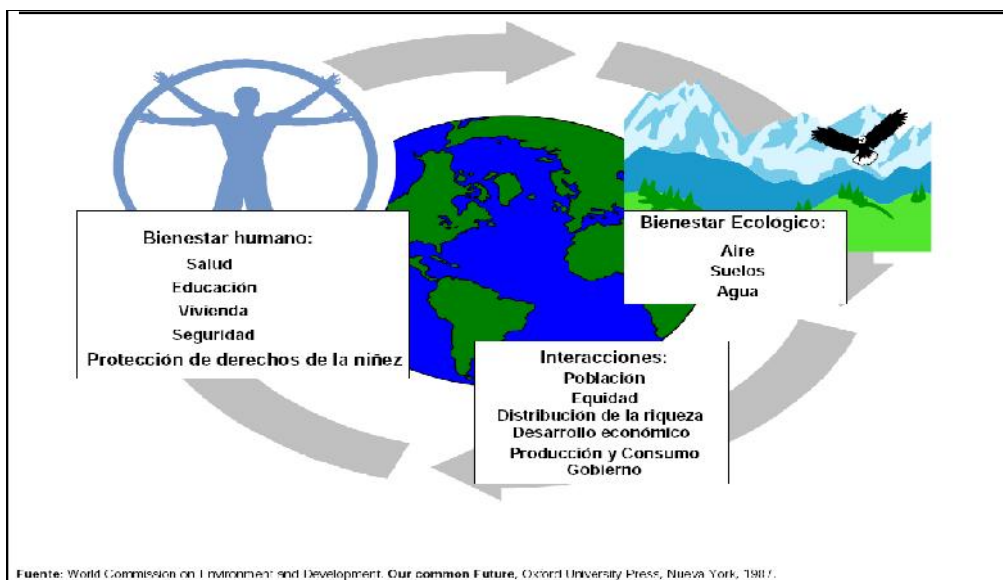 Bienestar humano:
Salud
Educación
Vivienda
Seguridad
Protección de derechos de la niñez
Bienestar Ecológico:
Aire
Suelos
Agua
Interacciones:
Población
Equidad
Distribución de la riqueza
Desarrollo económico
Producción y Consumo
Gobierno
Fuente: World Commission on Environment and Development. Our common Future, Oxford University Press, Nueva York, 1987.